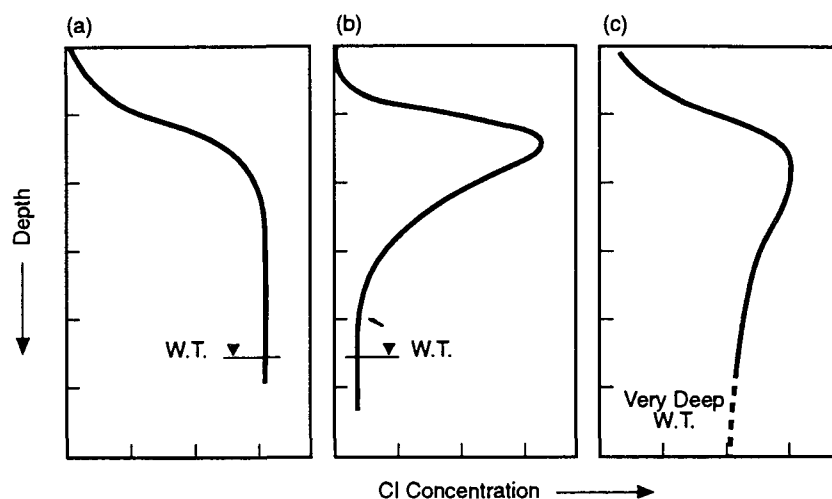 (a)
(b)
(c)
Depth
W.T.
W.T.
Very Deep
W.T.
Cl Concentration